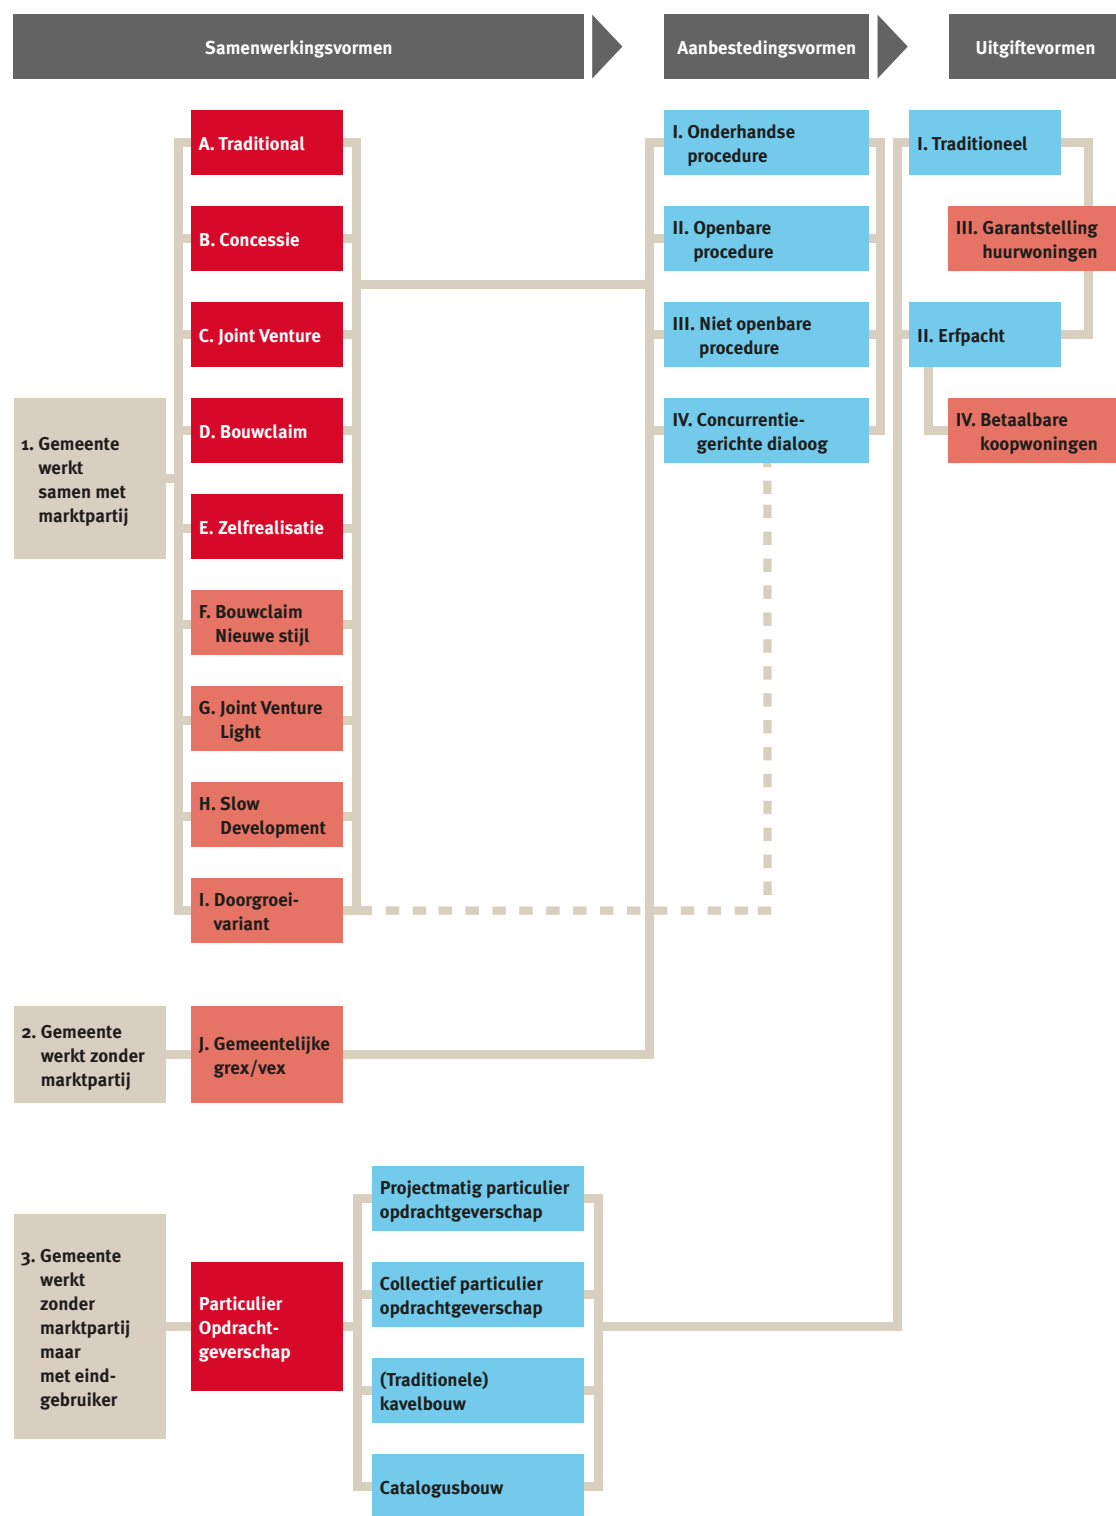 Samenwerkingsvormen
Aanbestedingsvormen
Uitgiftevormen
1. Gemeente
werkt
samen met
marktpartij
A. Traditional
B. Concessie
C. Joint Venture
D. Bouwclaim
E. Zelfrealisatie
F. Bouwclaim
Nieuwe stijl
G. Joint Venture
Light
H. Slow
Development
I. Doorgroei-
variant
I. Onderhandse
procedure
II. Openbare
procedure
III. Niet openbare
procedure
IV. Concurrentie-
gerichte dialoog
I. Traditioneel
III. Garantstelling
huurwoningen
II. Erfpacht
IV. Betaalbare
koopwoningen
2. Gemeente
werkt zonder
marktpartij
J. Gemeentelijke
grex/vex
3. Gemeente
werkt
zonder
marktpartij
maar
met eind-
gebruiker
Particulier
Opdracht-
geverschap
Projectmatig particulier
opdrachtgeverschap
Collectief particulier
opdrachtgeverschap
(Traditionele)
kavelbouw
Catalogusbouw